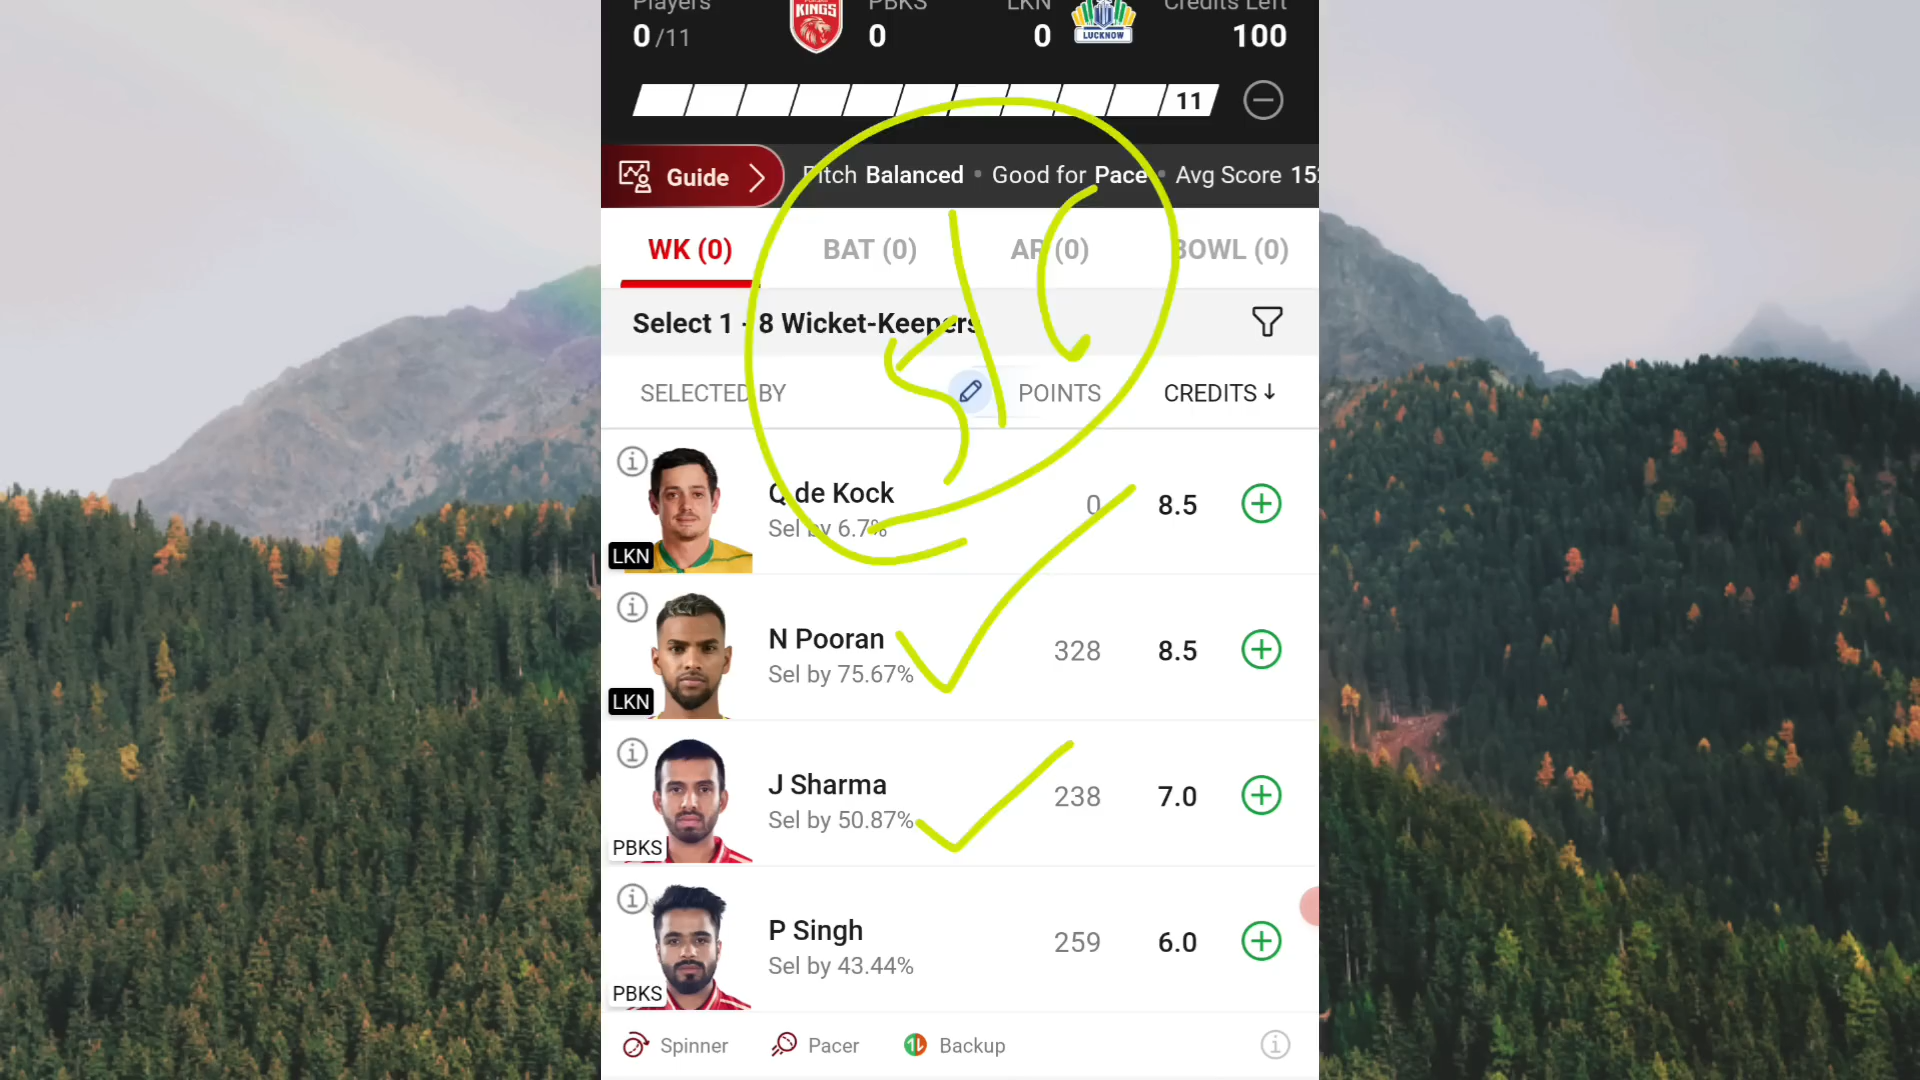 Players PBKS LKN Credits Left
0 /11 KINGS 0 0 LUCKNOW 100
11
Guide Pitch Balanced • Good for Pace • Avg Score 152
WK (0) BAT (0) AR (0) BOWL (0)
Select 1 - 8 Wicket-Keepers
SELECTED BY POINTS CREDITS ↓
Q de Kock 0 8.5
Sel by 6.7%
LKN
N Pooran 328 8.5
Sel by 75.67%
LKN
J Sharma 238 7.0
Sel by 50.87%
PBKS
P Singh 259 6.0
Sel by 43.44%
PBKS
Spinner Pacer Backup